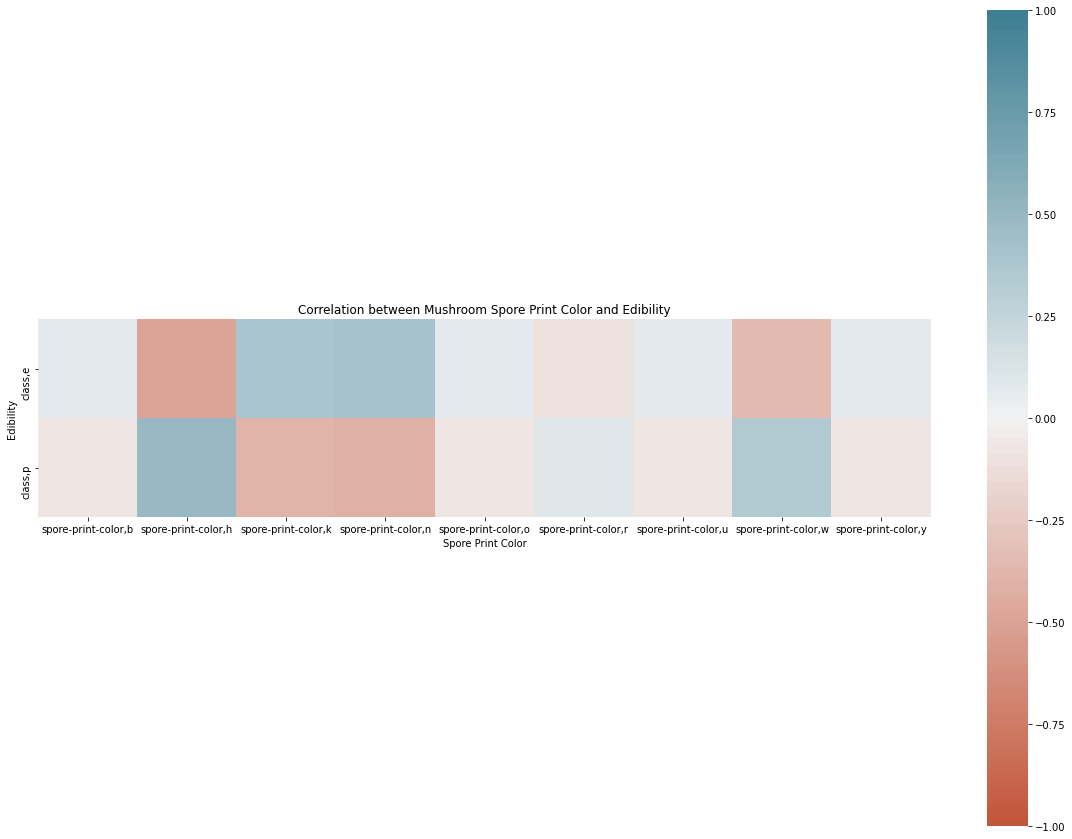 Correlation between Mushroom Spore Print Color and Edibility
Edibility
class,e
class,p
spore-print-color,b spore-print-color,h spore-print-color,k spore-print-color,n spore-print-color,o spore-print-color,r spore-print-color,u spore-print-color,w spore-print-color,y
Spore Print Color
1.00
0.75
0.50
0.25
0.00
−0.25
−0.50
−0.75
−1.00